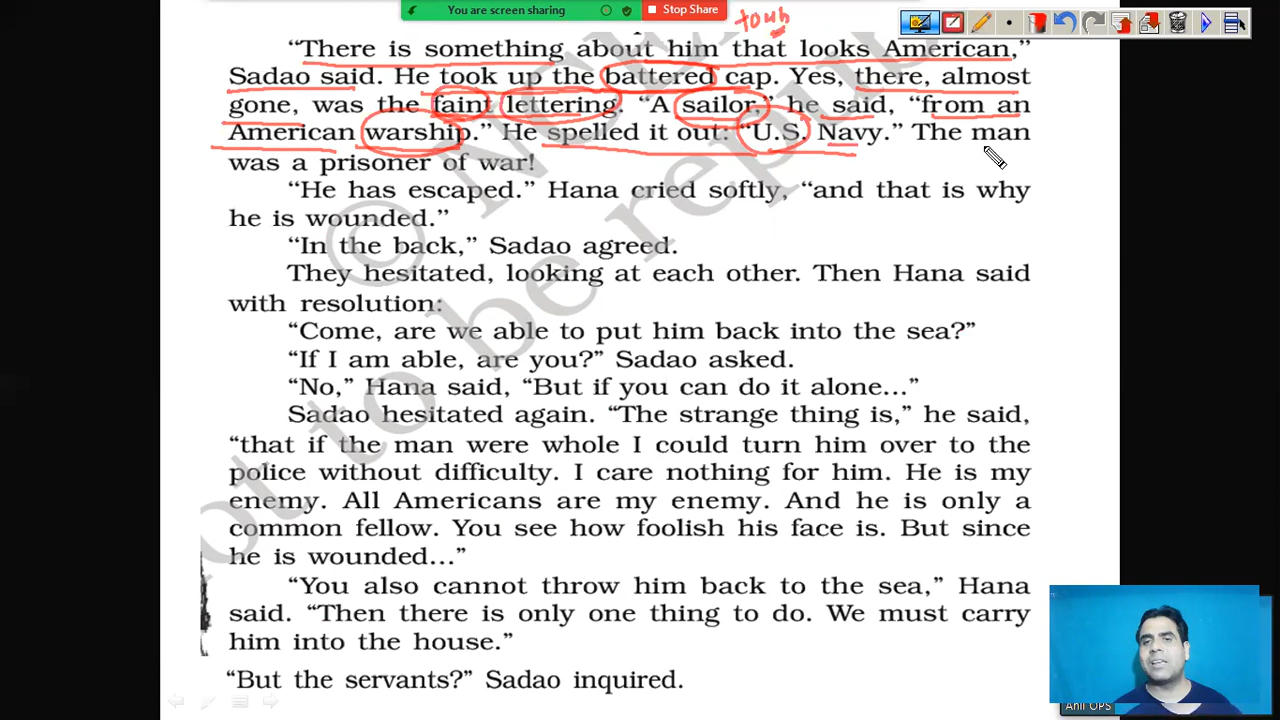 You are screen sharing
Stop Share
“There is something about him that looks American,”
Sadao said. He took up the battered cap. Yes, there, almost
gone, was the faint lettering. “A sailor,” he said, “from an
American warship.” He spelled it out: “U.S. Navy.” The man
was a prisoner of war!
“He has escaped.” Hana cried softly, “and that is why
he is wounded.”
“In the back,” Sadao agreed.
They hesitated, looking at each other. Then Hana said
with resolution:
“Come, are we able to put him back into the sea?”
“If I am able, are you?” Sadao asked.
“No,” Hana said, “But if you can do it alone...”
Sadao hesitated again. “The strange thing is,” he said,
“that if the man were whole I could turn him over to the
police without difficulty. I care nothing for him. He is my
enemy. All Americans are my enemy. And he is only a
common fellow. You see how foolish his face is. But since
he is wounded...”
“You also cannot throw him back to the sea,” Hana
said. “Then there is only one thing to do. We must carry
him into the house.”
“But the servants?” Sadao inquired.
Anil OPS